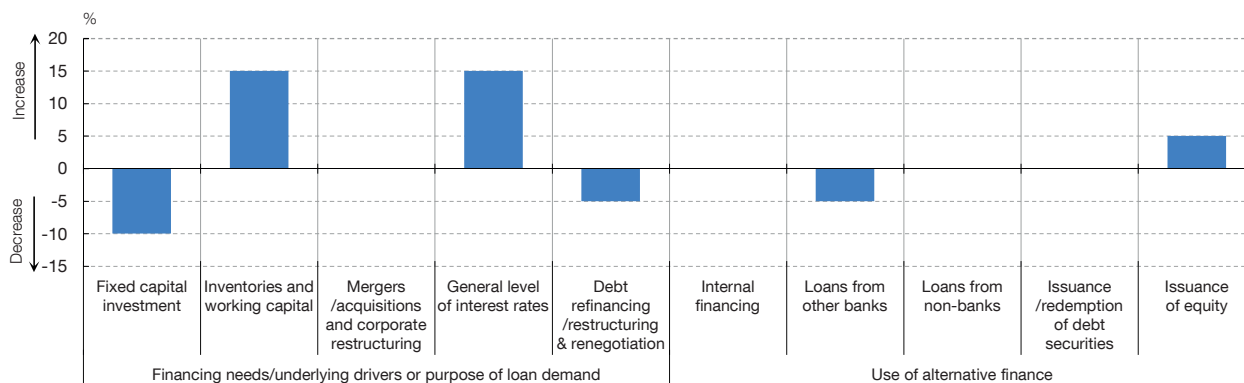 %
Increase
Decrease
20
15
10
5
0
-5
-10
-15
Fixed capital
investment
Inventories and
working capital
Mergers
/acquisitions
and corporate
restructuring
General level
of interest rates
Debt
refinancing
/restructuring
& renegotiation
Internal
financing
Loans from
other banks
Loans from
non-banks
Issuance
/redemption
of debt
securities
Issuance
of equity
Financing needs/underlying drivers or purpose of loan demand
Use of alternative finance